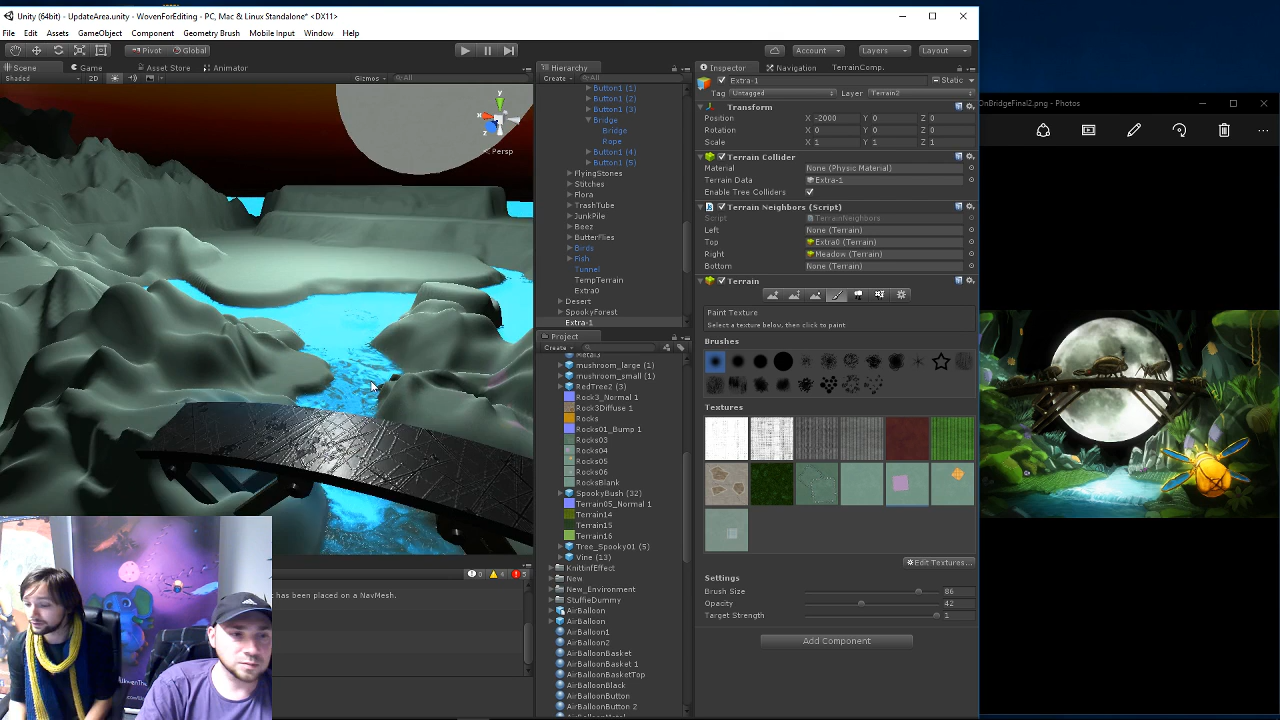 Unity (64bit) - UpdateArea.unity - WovenForEditing - PC, Mac & Linux Standalone* <DX11>
File Edit Assets GameObject Component Geometry Brush Mobile Input Window Help
Pivot Global Account Layers Layout
Scene Game Asset Store Animator
Shaded 2D Gizmos All
y
x
z
Persp
Hierarchy
Create All
Button1 (1)
Button1 (2)
Button1 (3)
Bridge
Bridge
Rope
Button1 (4)
Button1 (5)
FlyingStones
Stitches
Flora
TrashTube
JunkPile
Beez
ButterFlies
Birds
Fish
Tunnel
TempTerrain
Extra0
Desert
SpookyForest
Extra-1
Project
Create
Metal3
mushroom_large (1)
mushroom_small (1)
RedTree2 (3)
Rock3_Normal 1
Rock3Diffuse 1
Rocks
Rocks01_Bump 1
Rocks03
Rocks04
Rocks05
Rocks06
RocksBlank
SpookyBush (32)
Terrain05_Normal 1
Terrain14
Terrain15
Terrain16
Tree_Spooky01 (5)
Vine (13)
KnittinfEffect
New
New_Environment
StuffieDummy
AirBalloon
AirBalloon
AirBalloon1
AirBalloon2
AirBalloonBasket
AirBalloonBasket 1
AirBalloonBasketTop
AirBalloonBlack
AirBalloonButton
AirBalloonButton 2
Inspector Navigation TerrainComp.
Extra-1 Static
Tag Untagged Layer Terrain2
Transform
Position X -2000 Y 0 Z 0
Rotation X 0 Y 0 Z 0
Scale X 1 Y 1 Z 1
Terrain Collider
Material None (Physic Material)
Terrain Data Extra-1
Enable Tree Colliders
Terrain Neighbors (Script)
Script TerrainNeighbors
Left None (Terrain)
Top Extra0 (Terrain)
Right Meadow (Terrain)
Bottom None (Terrain)
Terrain
Paint Texture
Select a texture below, then click to paint
Brushes
Textures
Edit Textures...
Settings
Brush Size 86
Opacity 42
Target Strength 1
Add Component
0 4 5
has been placed on a NavMesh.
OnBridgeFinal2.png - Photos